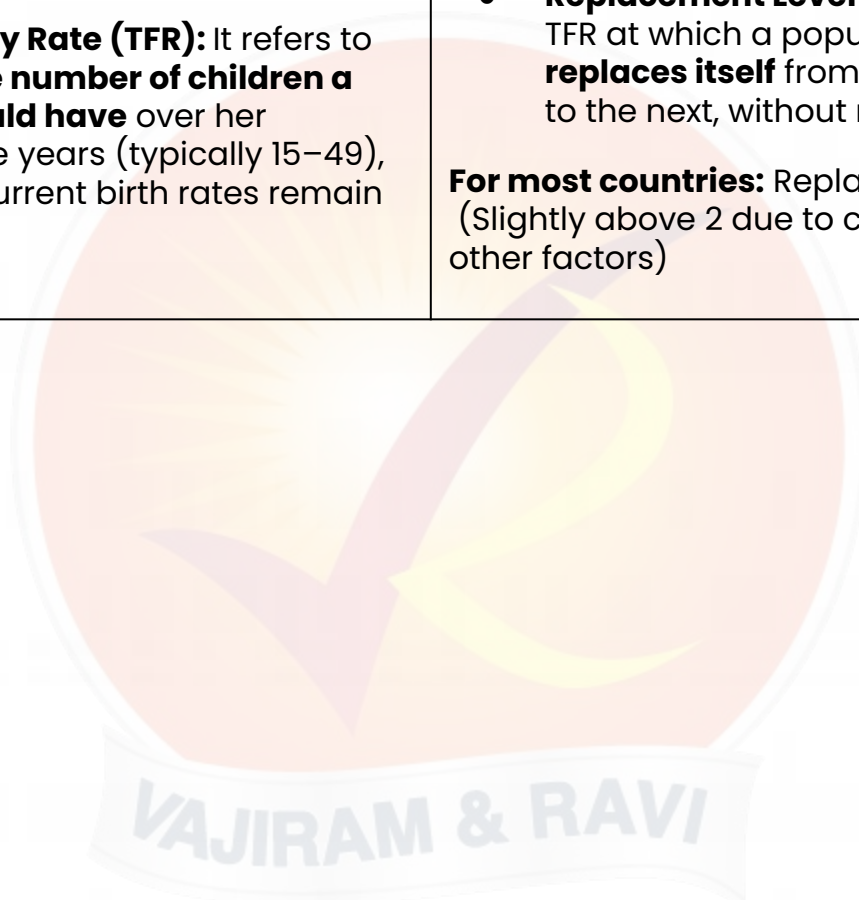 y Rate (TFR): It refers to
e number of children a
uld have over her
e years (typically 15–49),
urrent birth rates remain
Replacement Level
TFR at which a popu
replaces itself from
to the next, without
For most countries: Repla
(Slightly above 2 due to c
other factors)
VAJIRAM & RAVI